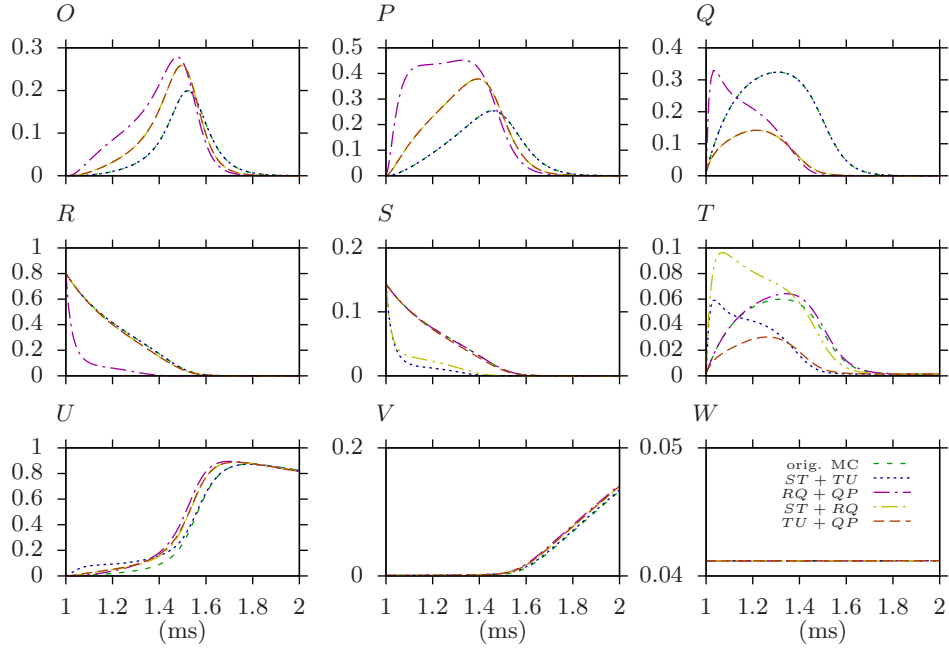 O P Q
0.3 0.5 0.4
0.2 0.4 0.3
0.1 0.3 0.2
0 0.2 0.1
0.1 0
0
R S T
1 0.2 0.1
0.8 0.08
0.6 0.1 0.06
0.4 0.04
0.2 0.02
0 0 0
U V W
1 0.2 0.05
0.8
0.6
0.4
0.2
0 0 0.04
orig. MC
ST + TU
RQ + QP
ST + RQ
TU + QP
1 1.2 1.4 1.6 1.8 2 1 1.2 1.4 1.6 1.8 2 1 1.2 1.4 1.6 1.8 2
(ms) (ms) (ms)